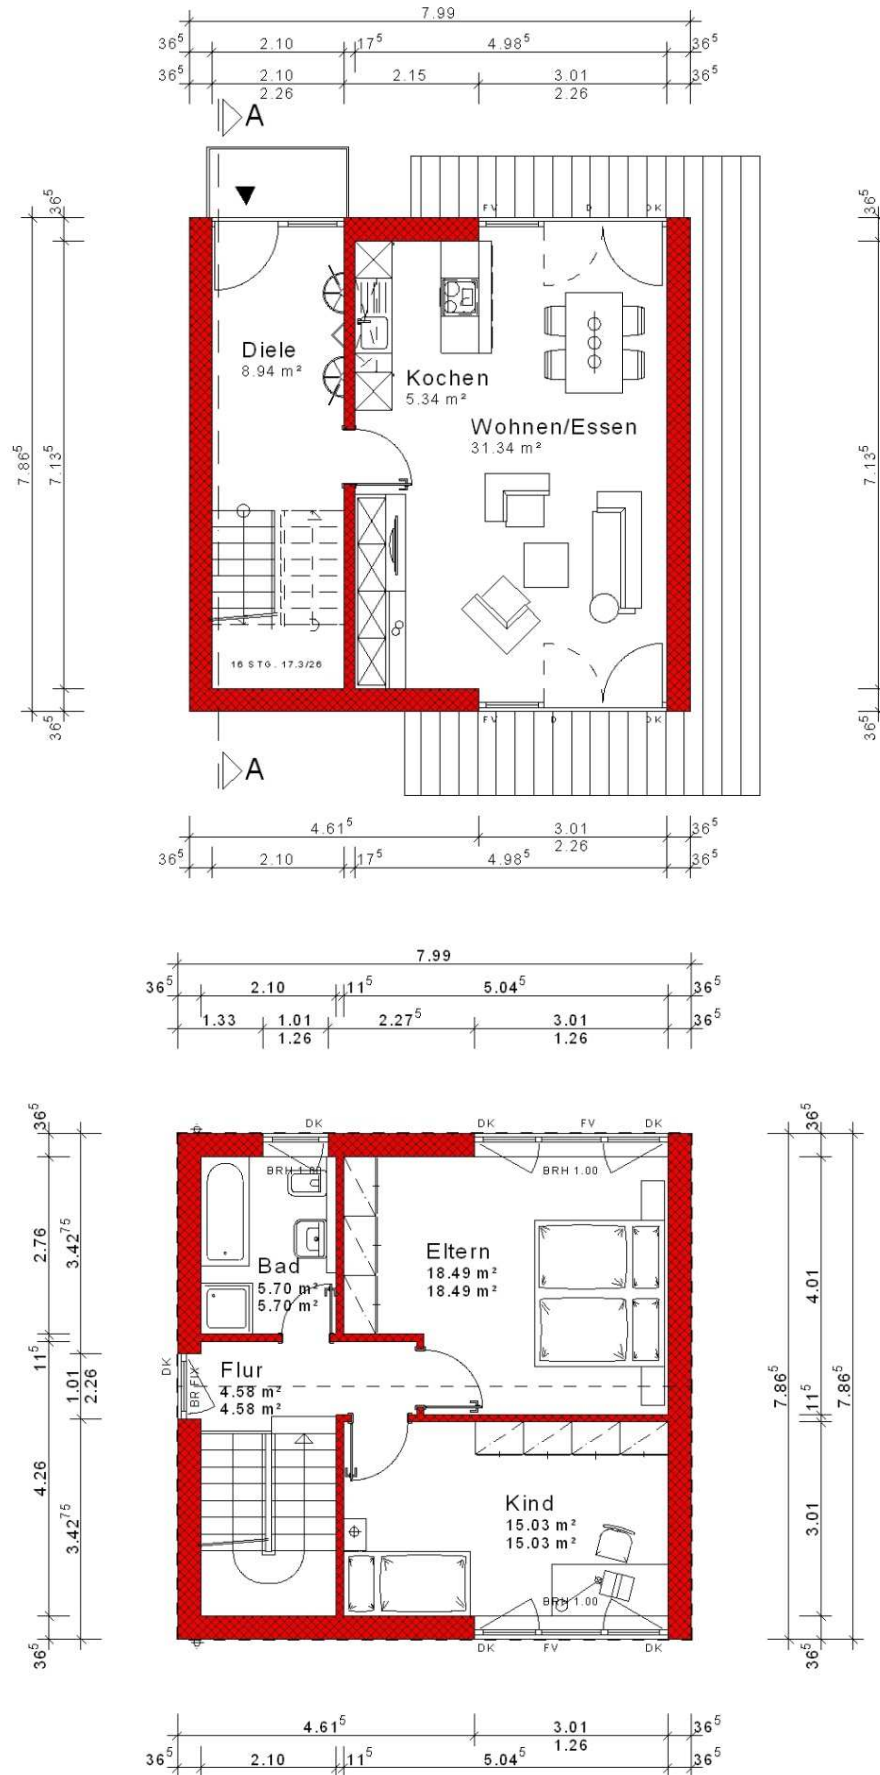 7.99
36⁵ 2.10 17⁵ 4.98⁵ 36⁵
36⁵ 2.10 2.15 3.01 36⁵
2.26 2.26
A
36⁵ 36⁵
FV D DK
Diele
8.94 m²
Kochen
5.34 m²
Wohnen/Essen
31.34 m²
7.86⁵ 7.13⁵ 7.13⁵
16 STG. 17.3/26
36⁵ 36⁵
FV D DK
A
4.61⁵ 3.01 36⁵
2.26
36⁵ 2.10 17⁵ 4.98⁵ 36⁵
7.99
36⁵ 2.10 11⁵ 5.04⁵ 36⁵
1.33 1.01 2.27⁵ 3.01 36⁵
1.26 1.26
36⁵ 36⁵
DK DK FV DK
BRH 1.00 BRH 1.00
2.76 3.42⁷⁵ 4.01
Bad
5.70 m²
5.70 m²
Eltern
18.49 m²
18.49 m²
DK
11⁵ 1.01 2.26
BR FIX
Flur
4.58 m²
4.58 m²
7.86⁵ 11⁵ 7.86⁵
4.26 3.42⁷⁵ 3.01
Kind
15.03 m²
15.03 m²
BRH 1.00
36⁵ 36⁵
DK FV DK
4.61⁵ 3.01 36⁵
1.26
36⁵ 2.10 11⁵ 5.04⁵ 36⁵